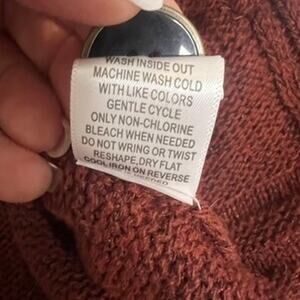 WASH INSIDE OUT
MACHINE WASH COLD
WITH LIKE COLORS
GENTLE CYCLE
ONLY NON-CHLORINE
BLEACH WHEN NEEDED
DO NOT WRING OR TWIST
RESHAPE,DRY FLAT
COOL IRON ON REVERSE
NEEDED